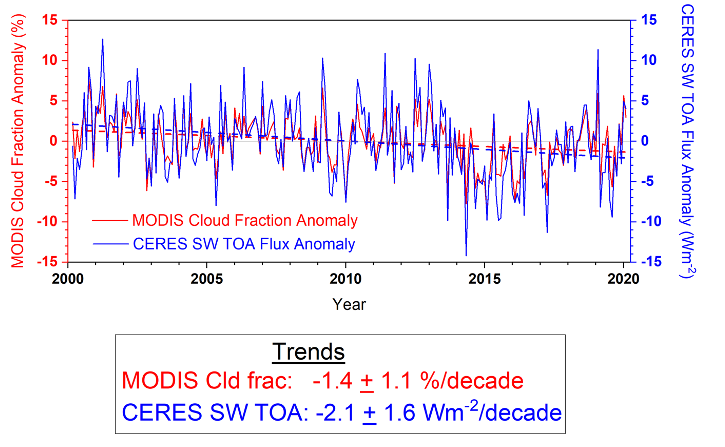 15 15
10 10
5 5
0 0
-5 -5
-10 -10
-15 -15
MODIS Cloud Fraction Anomaly (%)
CERES SW TOA Flux Anomaly (Wm-2)
MODIS Cloud Fraction Anomaly
CERES SW TOA Flux Anomaly
2000 2005 2010 2015 2020
Year
Trends
MODIS Cld frac: -1.4 ± 1.1 %/decade
CERES SW TOA: -2.1 ± 1.6 Wm-2/decade